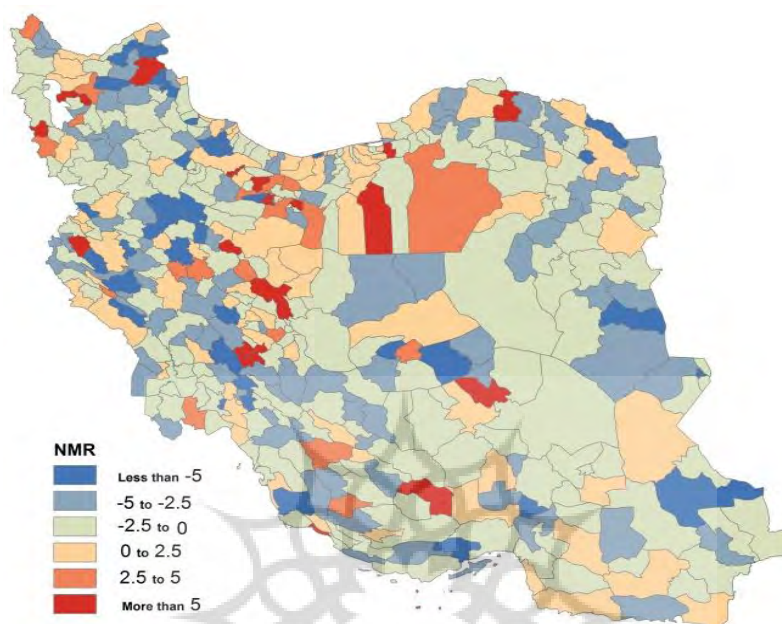 NMR
Less than -5
-5 to -2.5
-2.5 to 0
0 to 2.5
2.5 to 5
More than 5